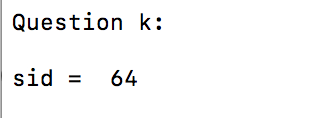 Question k:
sid =  64